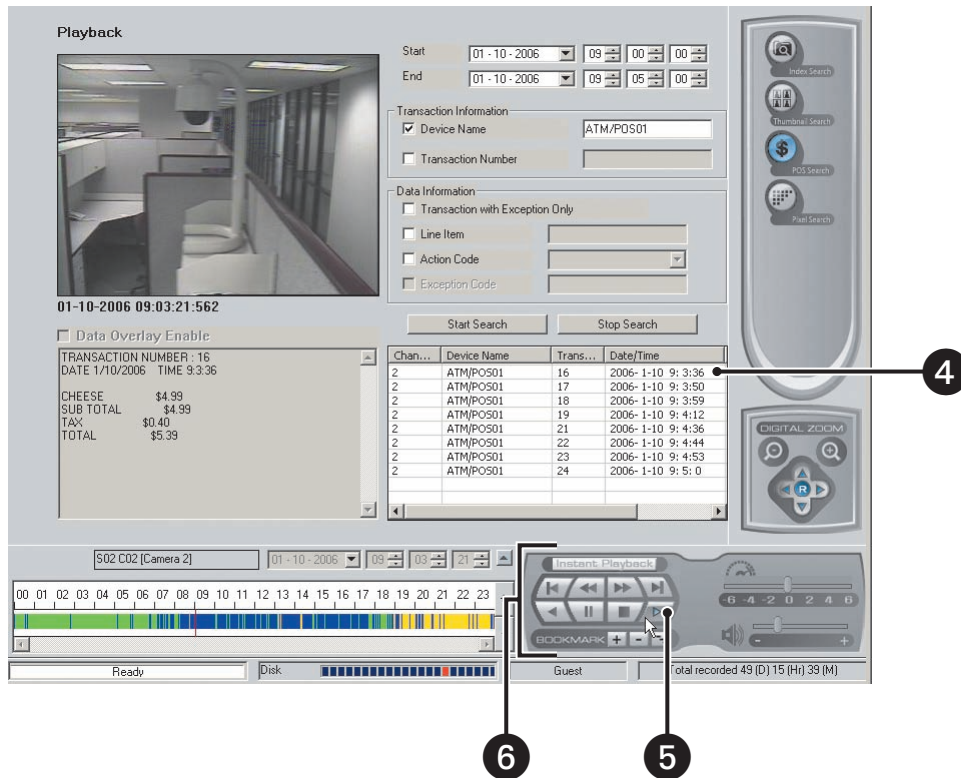 Playback
Start 01 - 10 - 2006 09 00 00
End 01 - 10 - 2006 09 05 00
Transaction Information
Device Name ATM/POS01
Transaction Number
Data Information
Transaction with Exception Only
Line Item
Action Code
Exception Code
01-10-2006 09:03:21:562
Data Overlay Enable
Start Search Stop Search
TRANSACTION NUMBER : 16
DATE 1/10/2006 TIME 9:3:36
CHEESE $4.99
SUB TOTAL $4.99
TAX $0.40
TOTAL $5.39
Chan... Device Name Trans... Date/Time
2 ATM/POS01 16 2006- 1-10 9: 3:36
2 ATM/POS01 17 2006- 1-10 9: 3:50
2 ATM/POS01 18 2006- 1-10 9: 3:59
2 ATM/POS01 19 2006- 1-10 9: 4:12
2 ATM/POS01 21 2006- 1-10 9: 4:36
2 ATM/POS01 22 2006- 1-10 9: 4:44
2 ATM/POS01 23 2006- 1-10 9: 4:53
2 ATM/POS01 24 2006- 1-10 9: 5: 0
Index Search
Thumbnail Search
$
POS Search
Pixel Search
4
DIGITAL ZOOM
R
S02 C02 [Camera 2] 01 - 10 - 2006 09 03 21
00 01 02 03 04 05 06 07 08 09 10 11 12 13 14 15 16 17 18 19 20 21 22 23
Instant Playback
BOOKMARK + - 
-6 -4 -2 0 2 4 6
- +
Ready Disk Guest Total recorded 49 (D) 15 (Hr) 39 (M)
6 5